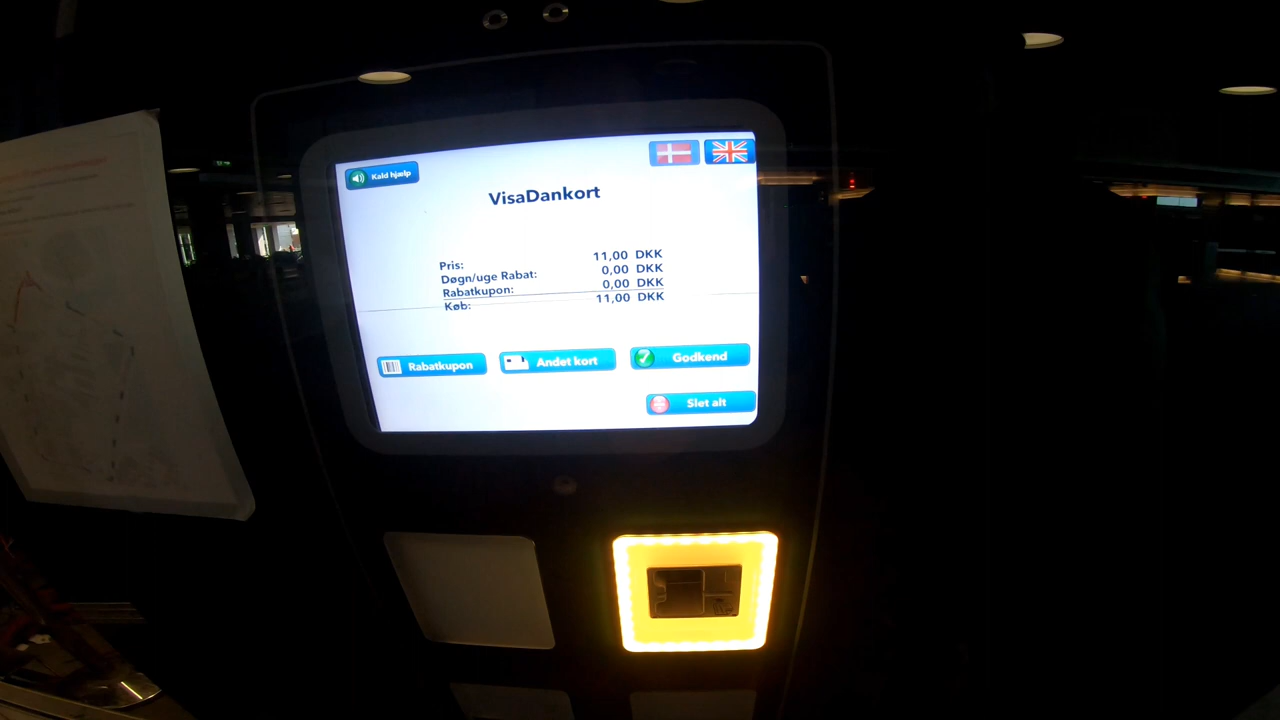 Kald hjælp
VisaDankort
Pris: 11,00 DKK
Døgn/uge Rabat: 0,00 DKK
Rabatkupon: 0,00 DKK
Køb: 11,00 DKK
Rabatkupon
Andet kort
Godkend
Slet alt